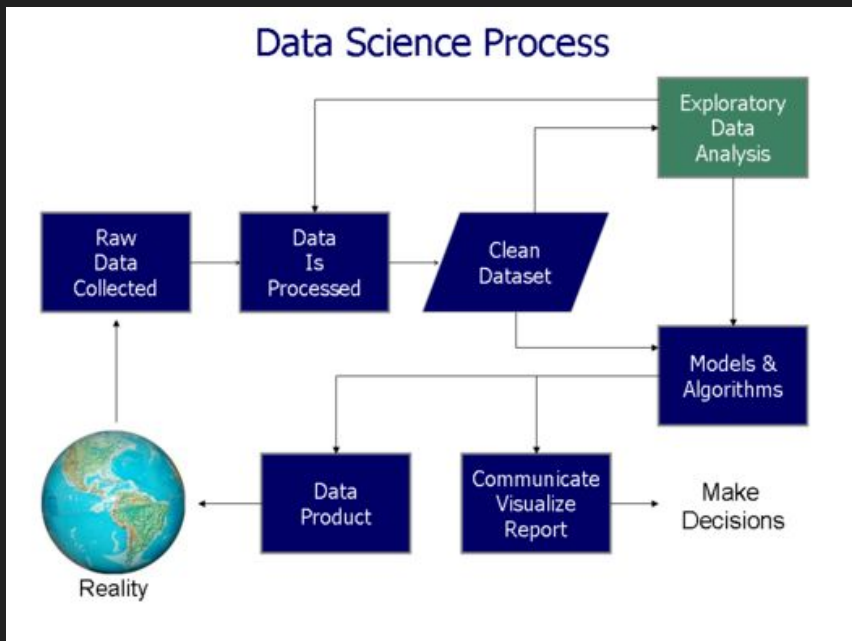 Data Science Process
Exploratory
Data
Analysis
Raw
Data
Collected
Data
Is
Processed
Clean
Dataset
Models &
Algorithms
Data
Product
Communicate
Visualize
Report
Make
Decisions
Reality